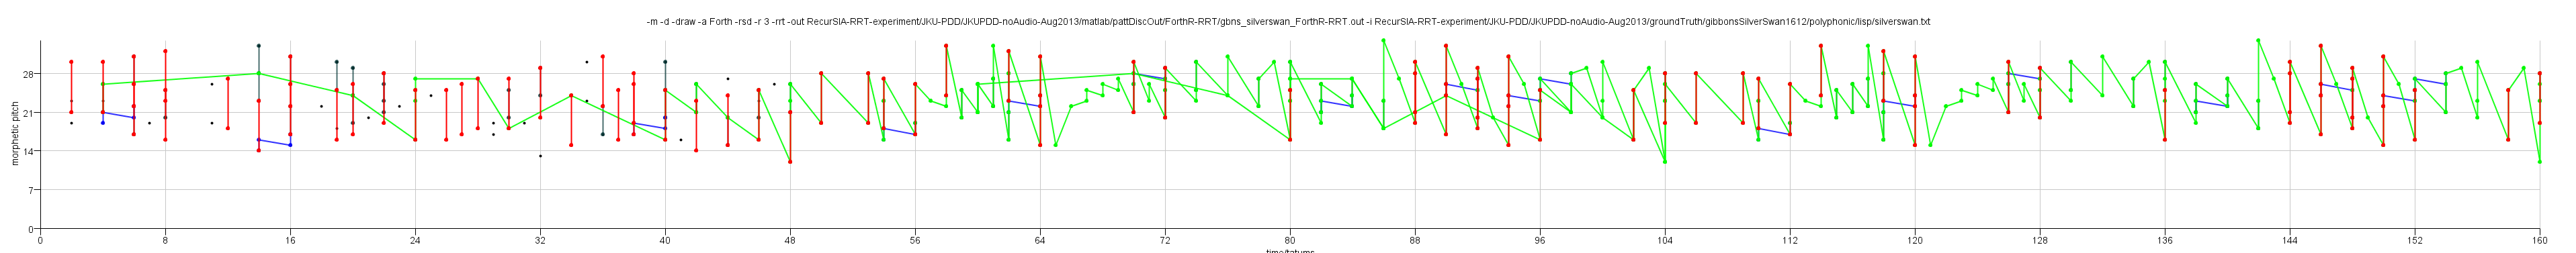 -m -d -draw -a Forth -rsd -r 3 -rrt -out RecurSIA-RRT-experiment/JKU-PDD/JKUPDD-noAudio-Aug2013/matlab/pattDiscOut/ForthR-RRT/gbns_silverswan_ForthR-RRT.out -i RecurSIA-RRT-experiment/JKU-PDD/JKUPDD-noAudio-Aug2013/groundTruth/gibbonsSilverSwan1612/polyphonic/lisp/silverswan.txt
morphetic pitch
28
21
14
7
0
0 8 16 24 32 40 48 56 64 72 80 88 96 104 112 120 128 136 144 152 160
time/tatums